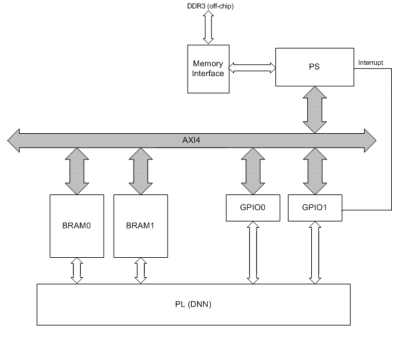 DDR3 (off-chip)
Memory
Interface
PS
Interrupt
AXI4
BRAM0
BRAM1
GPIO0
GPIO1
PL (DNN)